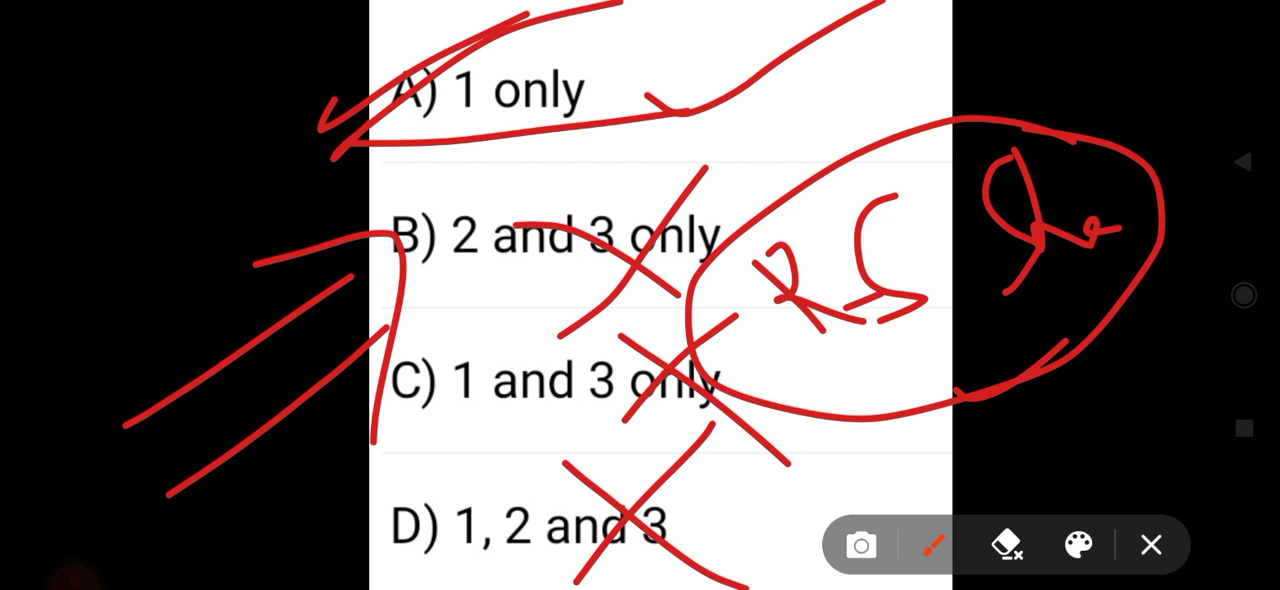 A) 1 only
B) 2 and 3 only
C) 1 and 3 only
D) 1, 2 and 3